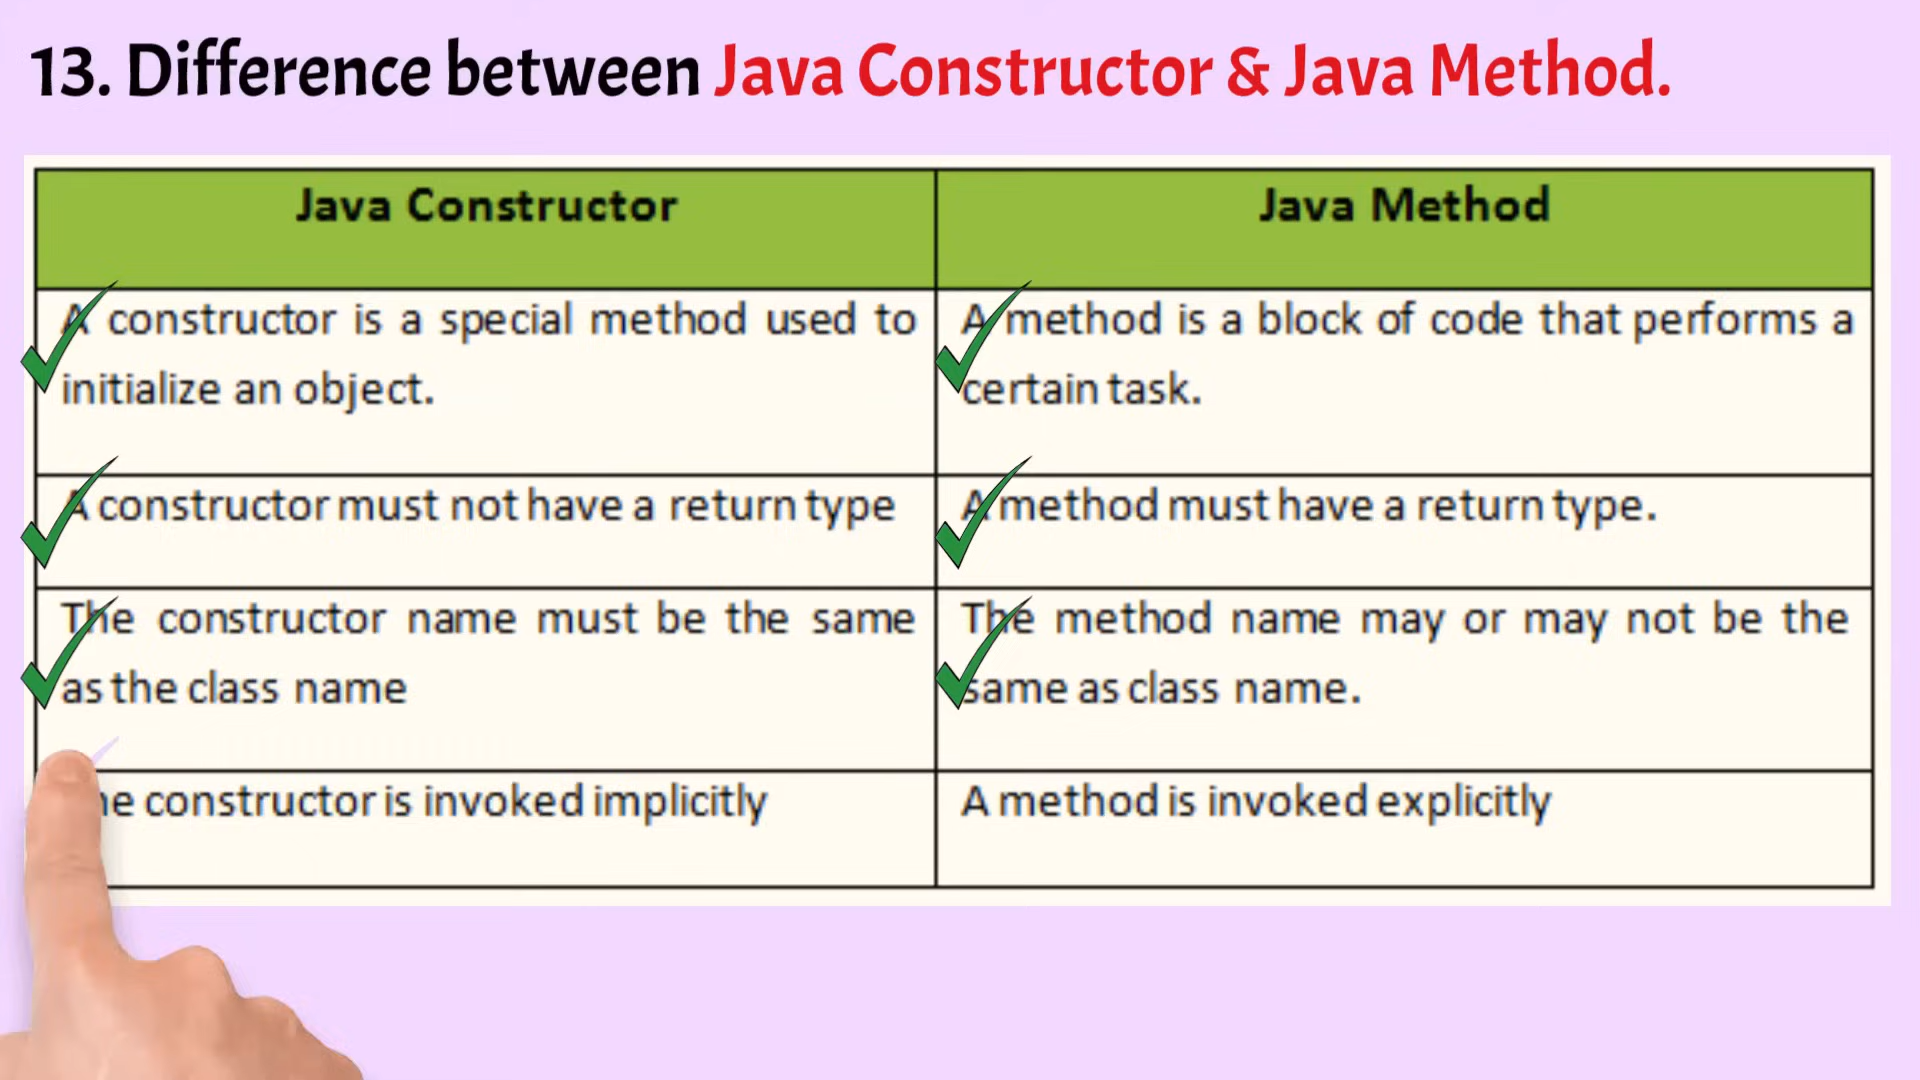 13. Difference between Java Constructor & Java Method.
Java Constructor
Java Method
A constructor is a special method used to
initialize an object.
A method is a block of code that performs a
certain task.
A constructor must not have a return type
A method must have a return type.
The constructor name must be the same
as the class name
The method name may or may not be the
same as class name.
constructor is invoked implicitly
A method is invoked explicitly